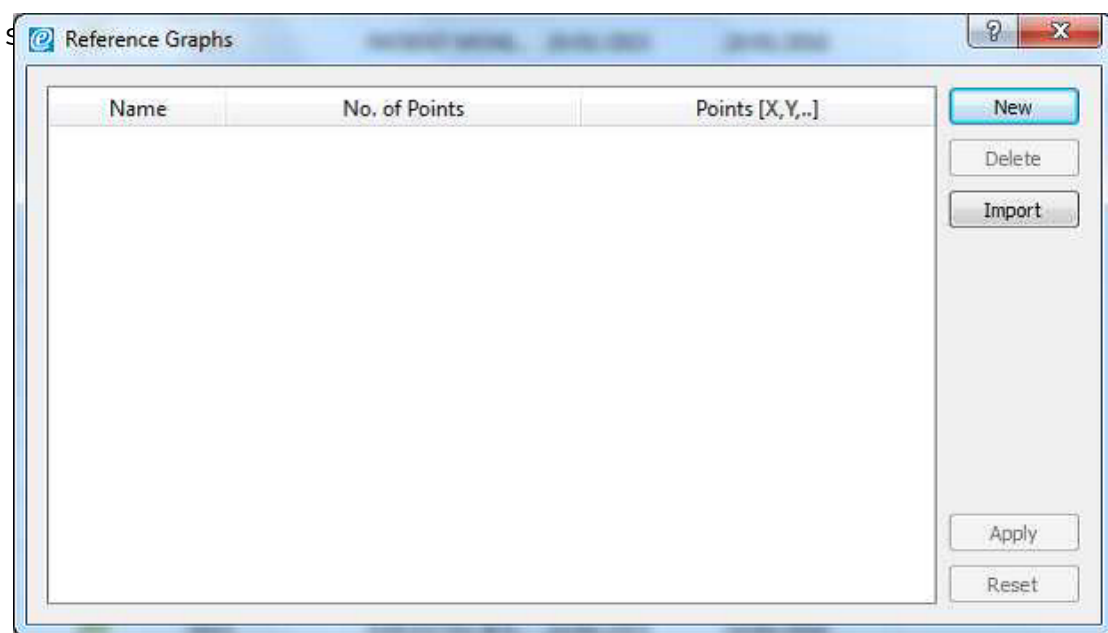 Reference Graphs
?
Name No. of Points Points [X,Y,..] New
Delete
Import
Apply
Reset